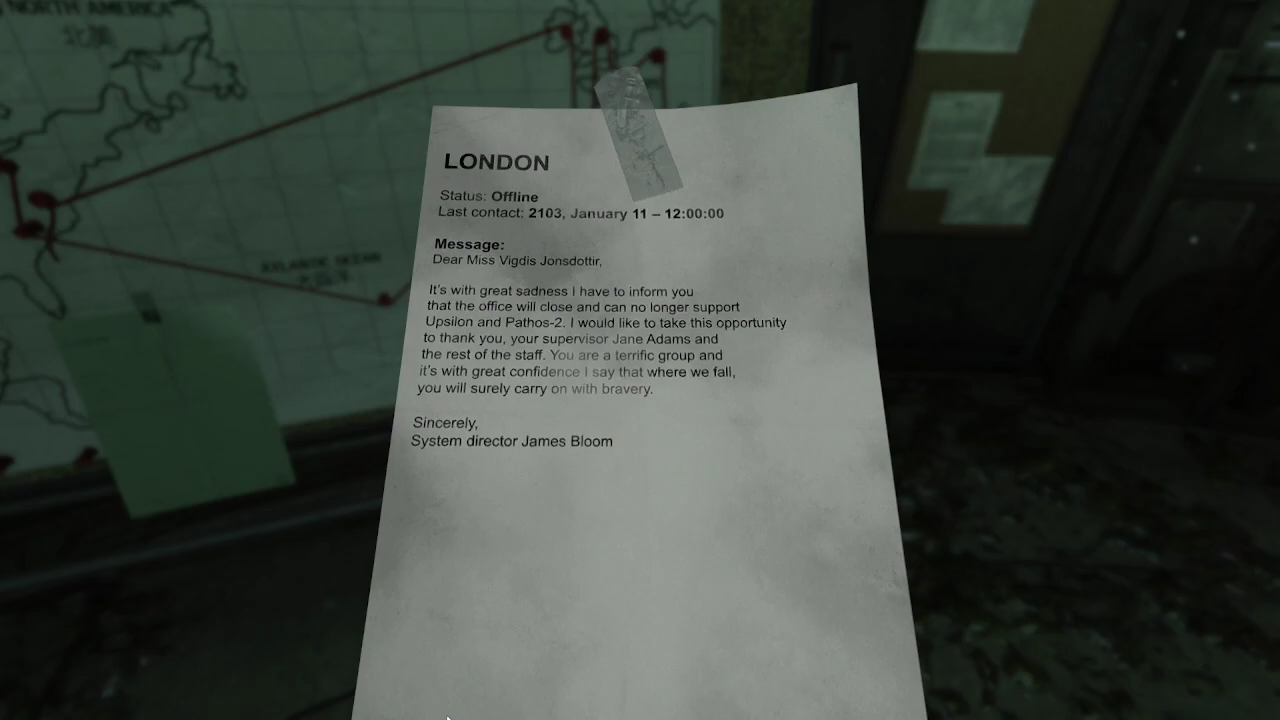 NORTH AMERICA
北美
ATLANTIC OCEAN
LONDON
Status: Offline
Last contact: 2103, January 11 – 12:00:00
Message:
Dear Miss Vigdis Jonsdottir,
It's with great sadness I have to inform you
that the office will close and can no longer support
Upsilon and Pathos-2. I would like to take this opportunity
to thank you, your supervisor Jane Adams and
the rest of the staff. You are a terrific group and
it's with great confidence I say that where we fall,
you will surely carry on with bravery.
Sincerely,
System director James Bloom